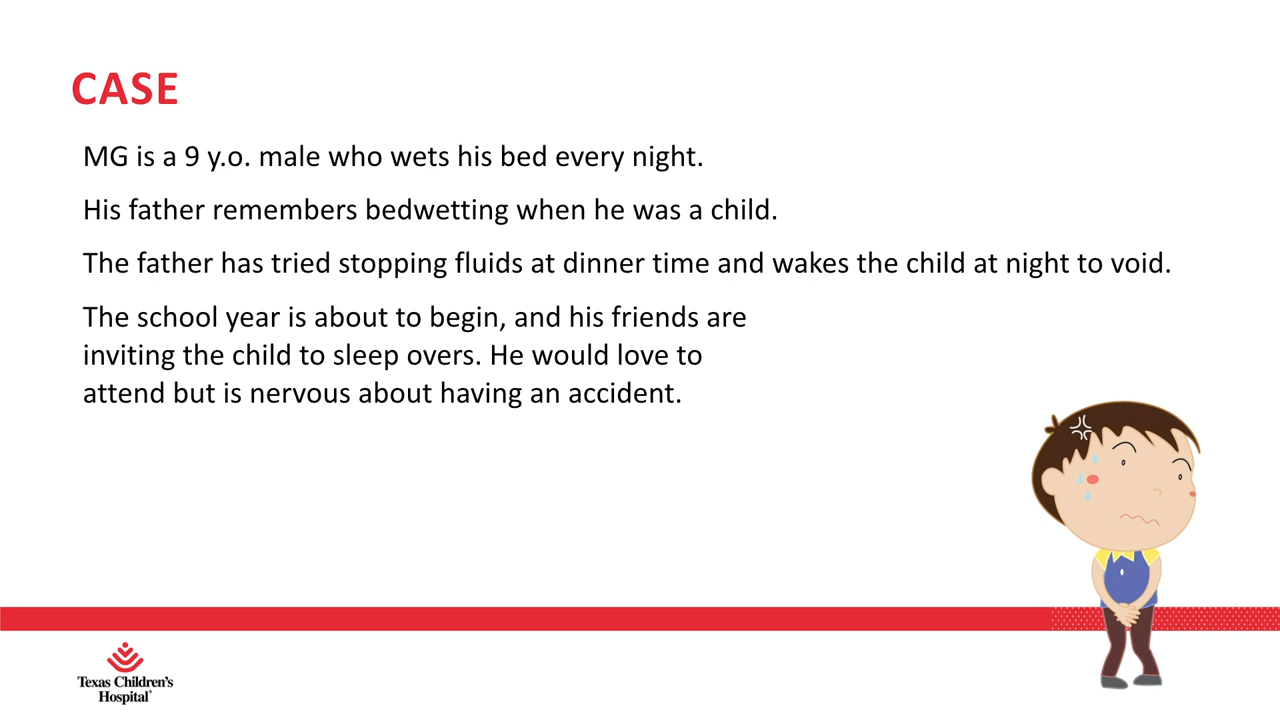 CASE
MG is a 9 y.o. male who wets his bed every night.
His father remembers bedwetting when he was a child.
The father has tried stopping fluids at dinner time and wakes the child at night to void.
The school year is about to begin, and his friends are
inviting the child to sleep overs. He would love to
attend but is nervous about having an accident.
Texas Children's
Hospital®